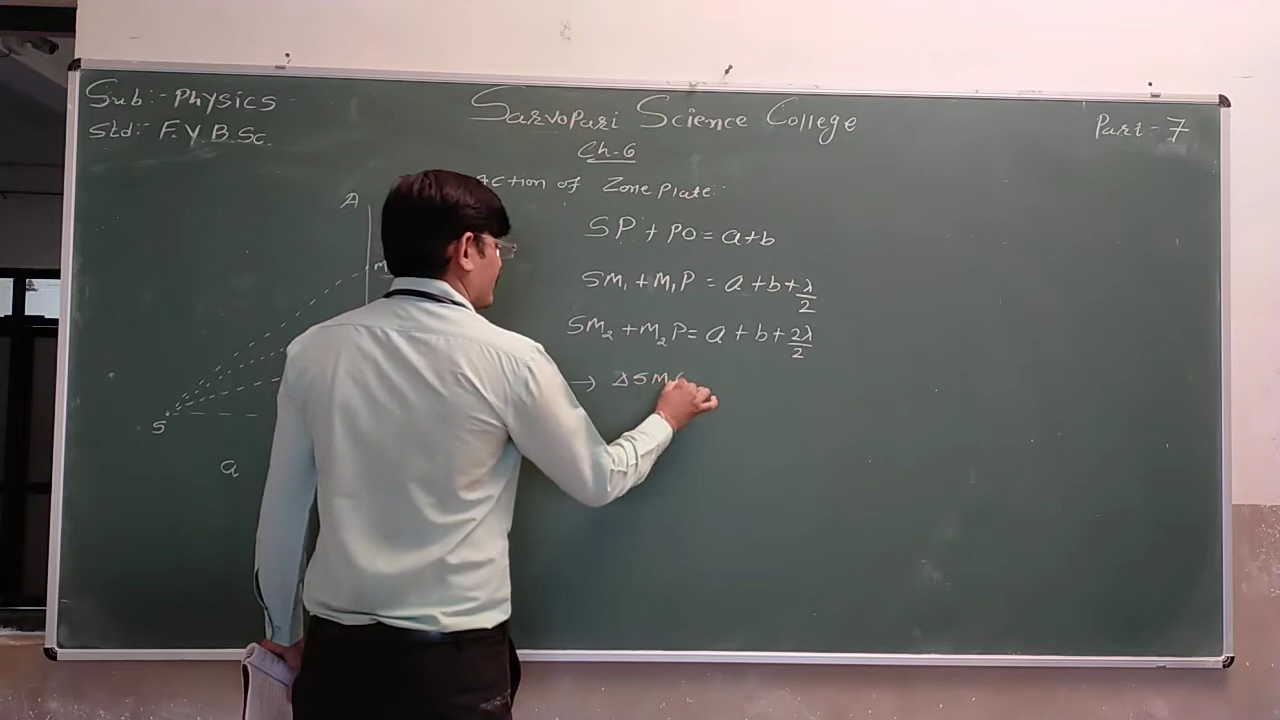 Sub:- Physics
Std:- F.Y.B.Sc.
Sarvopari Science College
Part-7
Ch-6
Action of Zone Plate:
A
M
S
a
SP + PO = a+b
SM₁ + M₁P = a+b+λ/2
SM₂ + M₂P = a+b+2λ/2
→ ΔSM